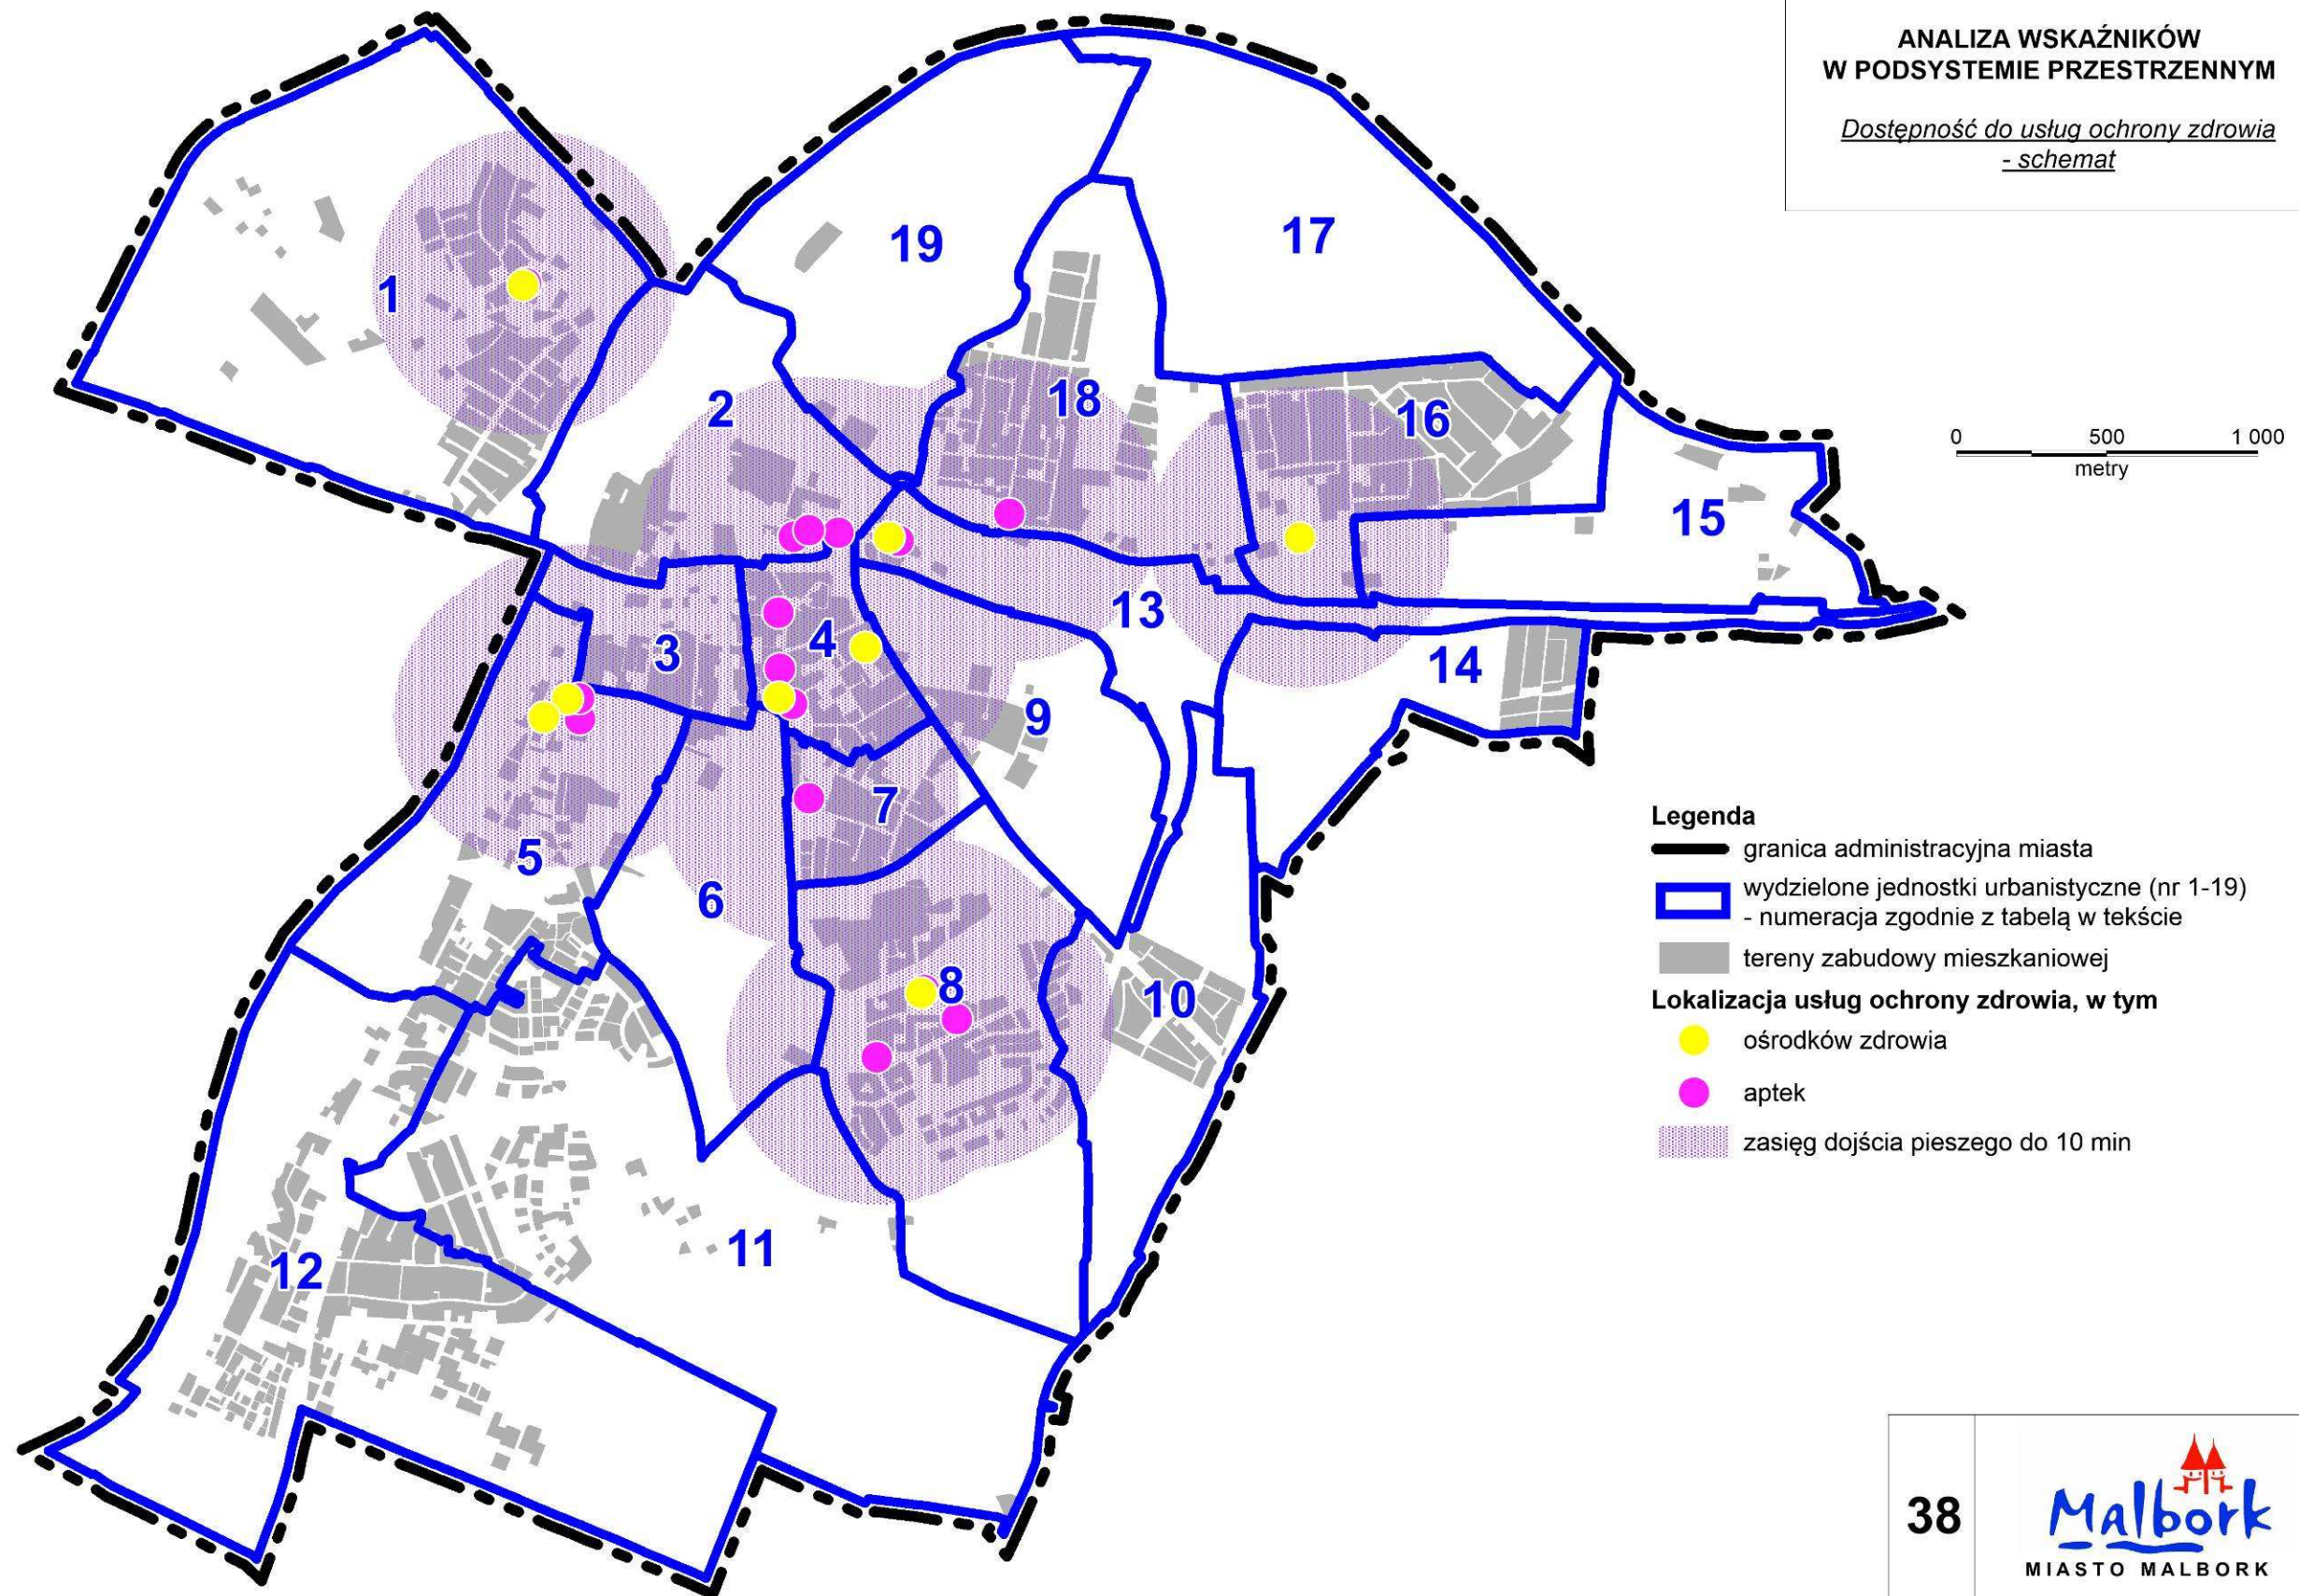 ANALIZA WSKAŹNIKÓW
W PODSYSTEMIE PRZESTRZENNYM
Dostępność do usług ochrony zdrowia
- schemat
19
17
1
18
2
16
0 500 1 000
metry
15
13
4
3
14
9
7
5
6
8
10
11
12
Legenda
granica administracyjna miasta
wydzielone jednostki urbanistyczne (nr 1-19)
- numeracja zgodnie z tabelą w tekście
tereny zabudowy mieszkaniowej
Lokalizacja usług ochrony zdrowia, w tym
ośrodków zdrowia
aptek
zasięg dojścia pieszego do 10 min
38
Malbork
MIASTO MALBORK